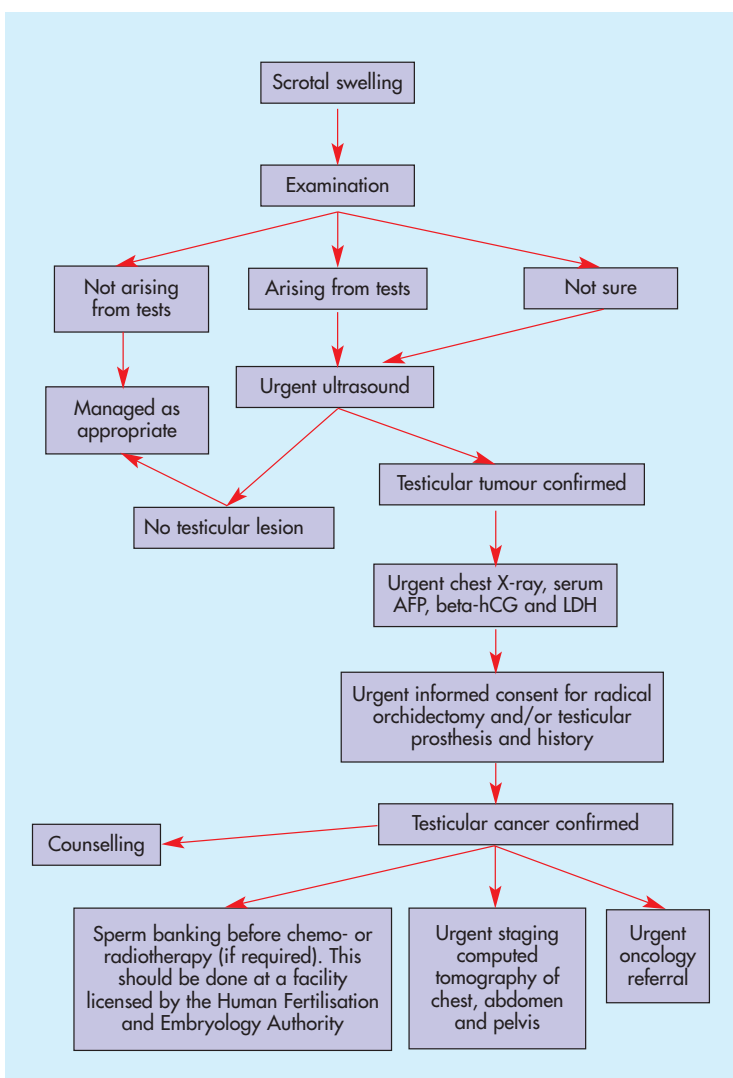 Scrotal swelling
Examination
Not arising
from tests
Arising from tests
Not sure
Urgent ultrasound
Managed as
appropriate
Testicular tumour confirmed
No testicular lesion
Urgent chest X-ray, serum
AFP, beta-hCG and LDH
Urgent informed consent for radical
orchidectomy and/or testicular
prosthesis and history
Testicular cancer confirmed
Counselling
Sperm banking before chemo- or
radiotherapy (if required). This
should be done at a facility
licensed by the Human Fertilisation
and Embryology Authority
Urgent staging
computed
tomography of
chest, abdomen
and pelvis
Urgent
oncology
referral